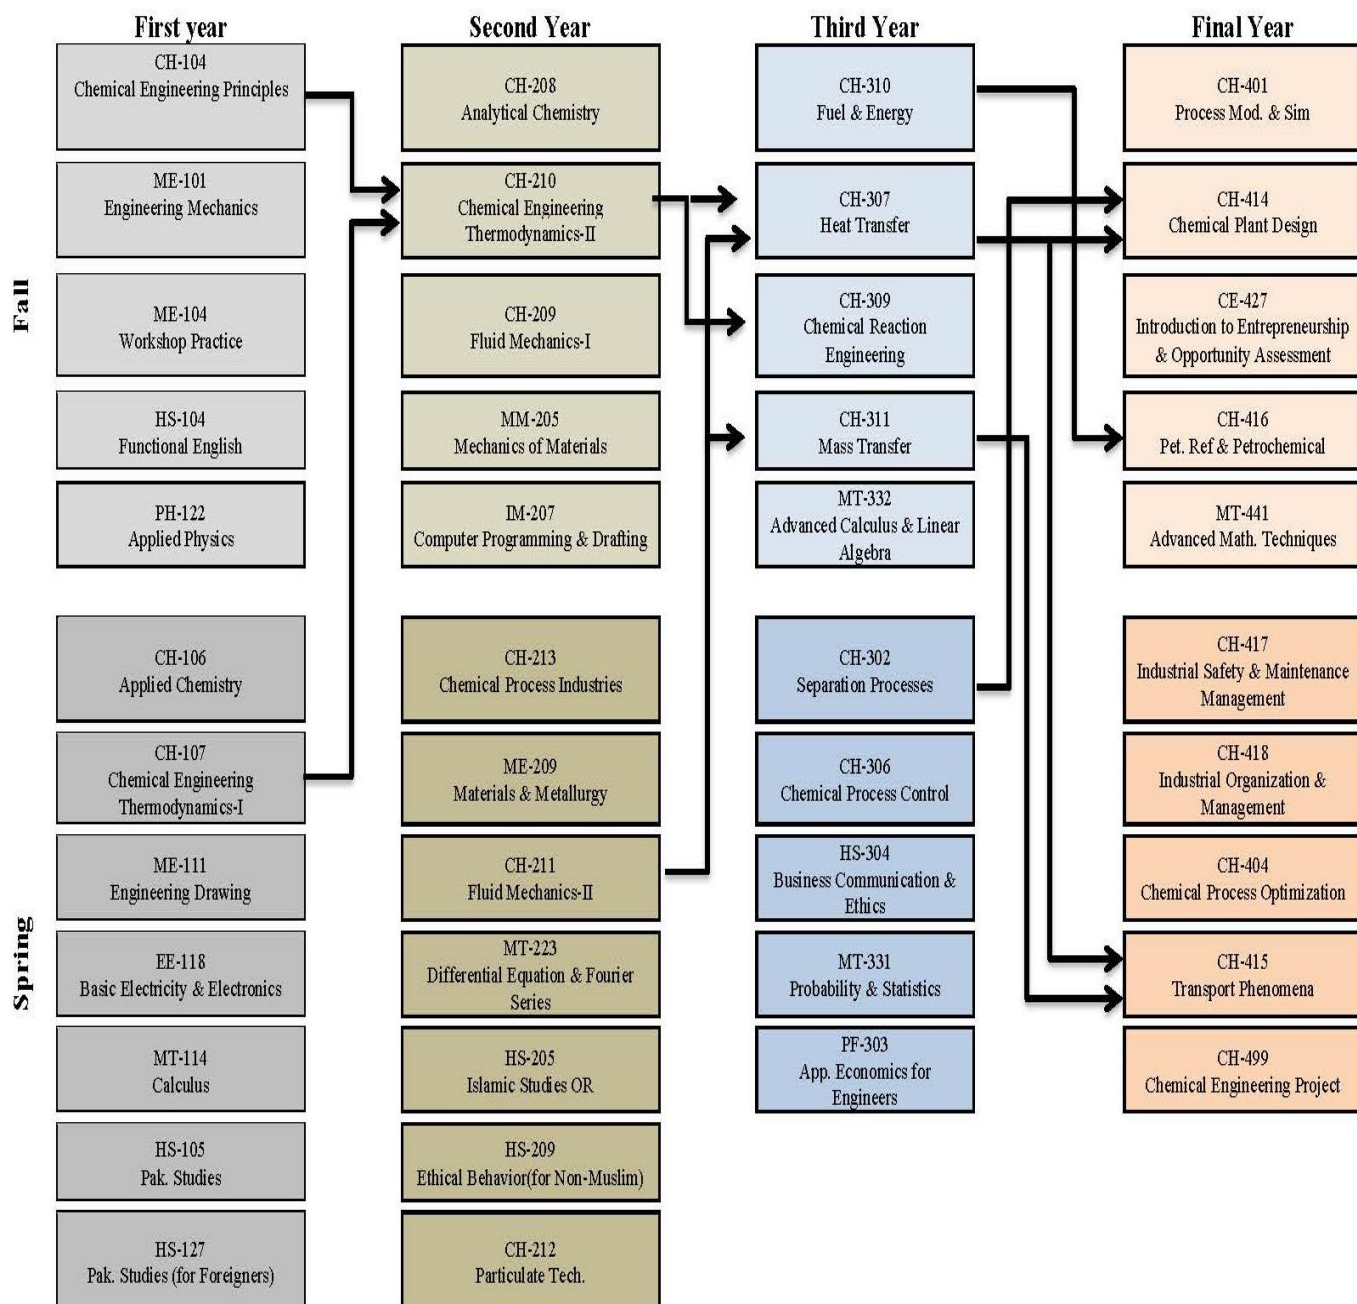 First year
Second Year
Third Year
Final Year
Fall
CH-104
Chemical Engineering Principles
ME-101
Engineering Mechanics
ME-104
Workshop Practice
HS-104
Functional English
PH-122
Applied Physics
CH-208
Analytical Chemistry
CH-210
Chemical Engineering
Thermodynamics-II
CH-209
Fluid Mechanics-I
MM-205
Mechanics of Materials
IM-207
Computer Programming & Drafting
CH-310
Fuel & Energy
CH-307
Heat Transfer
CH-309
Chemical Reaction
Engineering
CH-311
Mass Transfer
MT-332
Advanced Calculus & Linear
Algebra
CH-401
Process Mod. & Sim
CH-414
Chemical Plant Design
CE-427
Introduction to Entrepreneurship
& Opportunity Assessment
CH-416
Pet. Ref & Petrochemical
MT-441
Advanced Math. Techniques
Spring
CH-106
Applied Chemistry
CH-107
Chemical Engineering
Thermodynamics-I
ME-111
Engineering Drawing
EE-118
Basic Electricity & Electronics
MT-114
Calculus
HS-105
Pak. Studies
HS-127
Pak. Studies (for Foreigners)
CH-213
Chemical Process Industries
ME-209
Materials & Metallurgy
CH-211
Fluid Mechanics-II
MT-223
Differential Equation & Fourier
Series
HS-205
Islamic Studies OR
HS-209
Ethical Behavior(for Non-Muslim)
CH-212
Particulate Tech.
CH-302
Separation Processes
CH-306
Chemical Process Control
HS-304
Business Communication &
Ethics
MT-331
Probability & Statistics
PF-303
App. Economics for
Engineers
CH-417
Industrial Safety & Maintenance
Management
CH-418
Industrial Organization &
Management
CH-404
Chemical Process Optimization
CH-415
Transport Phenomena
CH-499
Chemical Engineering Project